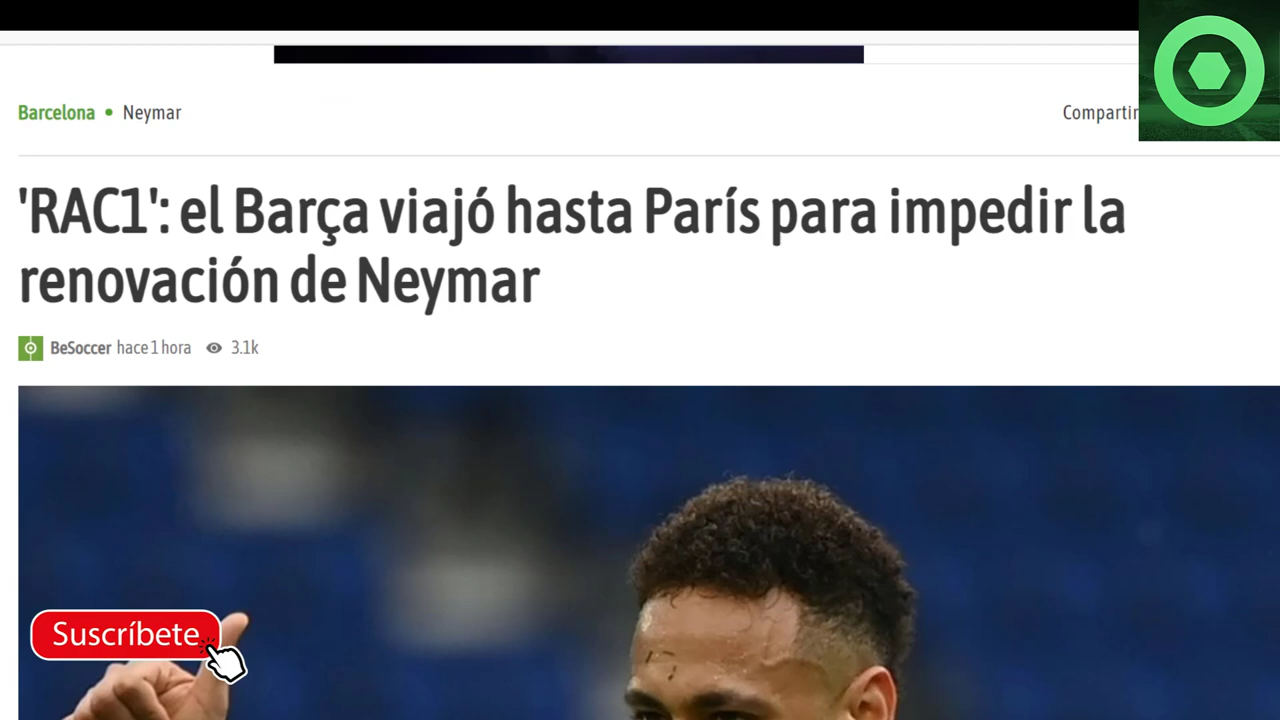 Barcelona • Neymar
Compartir
'RAC1': el Barça viajó hasta París para impedir la
renovación de Neymar
BeSoccer hace 1 hora 3.1k
Suscríbete